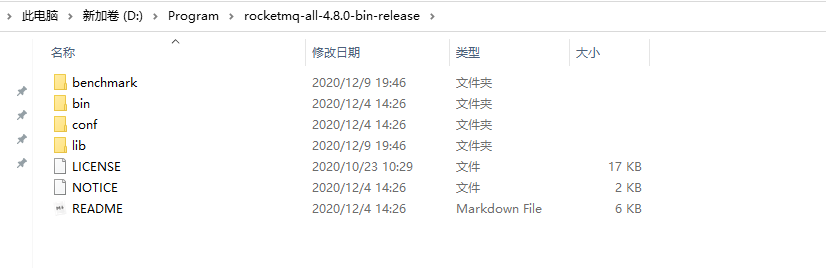 此电脑 > 新加卷 (D:) > Program > rocketmq-all-4.8.0-bin-release >
名称 修改日期 类型 大小
benchmark 2020/12/9 19:46 文件夹
bin 2020/12/4 14:26 文件夹
conf 2020/12/4 14:26 文件夹
lib 2020/12/9 19:46 文件夹
LICENSE 2020/10/23 10:29 文件 17 KB
NOTICE 2020/12/4 14:26 文件 2 KB
README 2020/12/4 14:26 Markdown File 6 KB